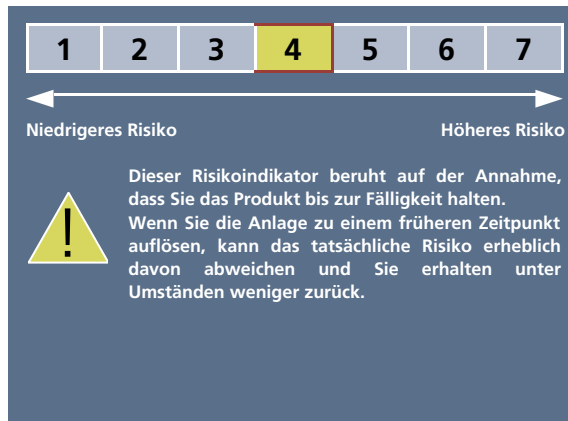 1 2 3 4 5 6 7
Niedrigeres Risiko Höheres Risiko
Dieser Risikoindikator beruht auf der Annahme,
dass Sie das Produkt bis zur Fälligkeit halten.
Wenn Sie die Anlage zu einem früheren Zeitpunkt
auflösen, kann das tatsächliche Risiko erheblich
davon abweichen und Sie erhalten unter
Umständen weniger zurück.
!